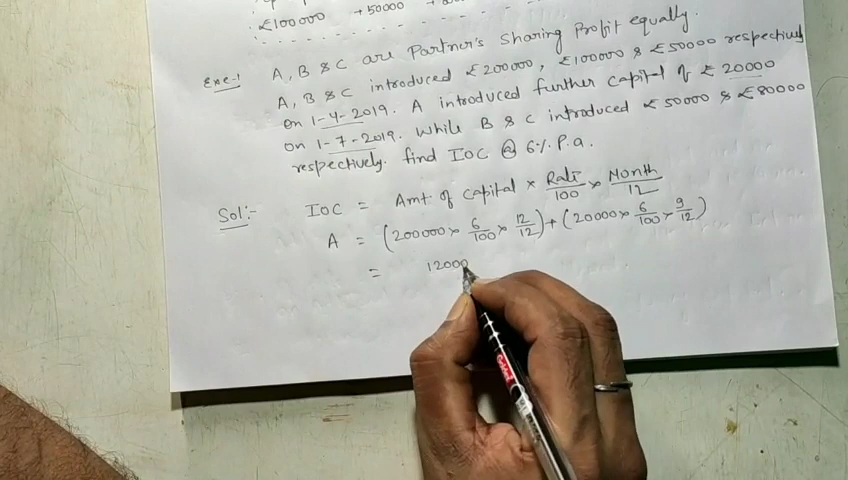 ₹100000 + 50000 +
Exe-1 A, B & C are Partner's Sharing Profit equally.
A, B & C introduced ₹200000, ₹100000 & ₹50000 respectively
on 1-4-2019. A introduced further capital of ₹20000
on 1-7-2019. while B & C introduced ₹50000 & ₹80000
respectively. find IOC @ 6% P.a.
Sol:- IOC = Amt. of capital × Rate/100 × Month/12
A = (200000 × 6/100 × 12/12) + (20000 × 6/100 × 9/12)
= 12000